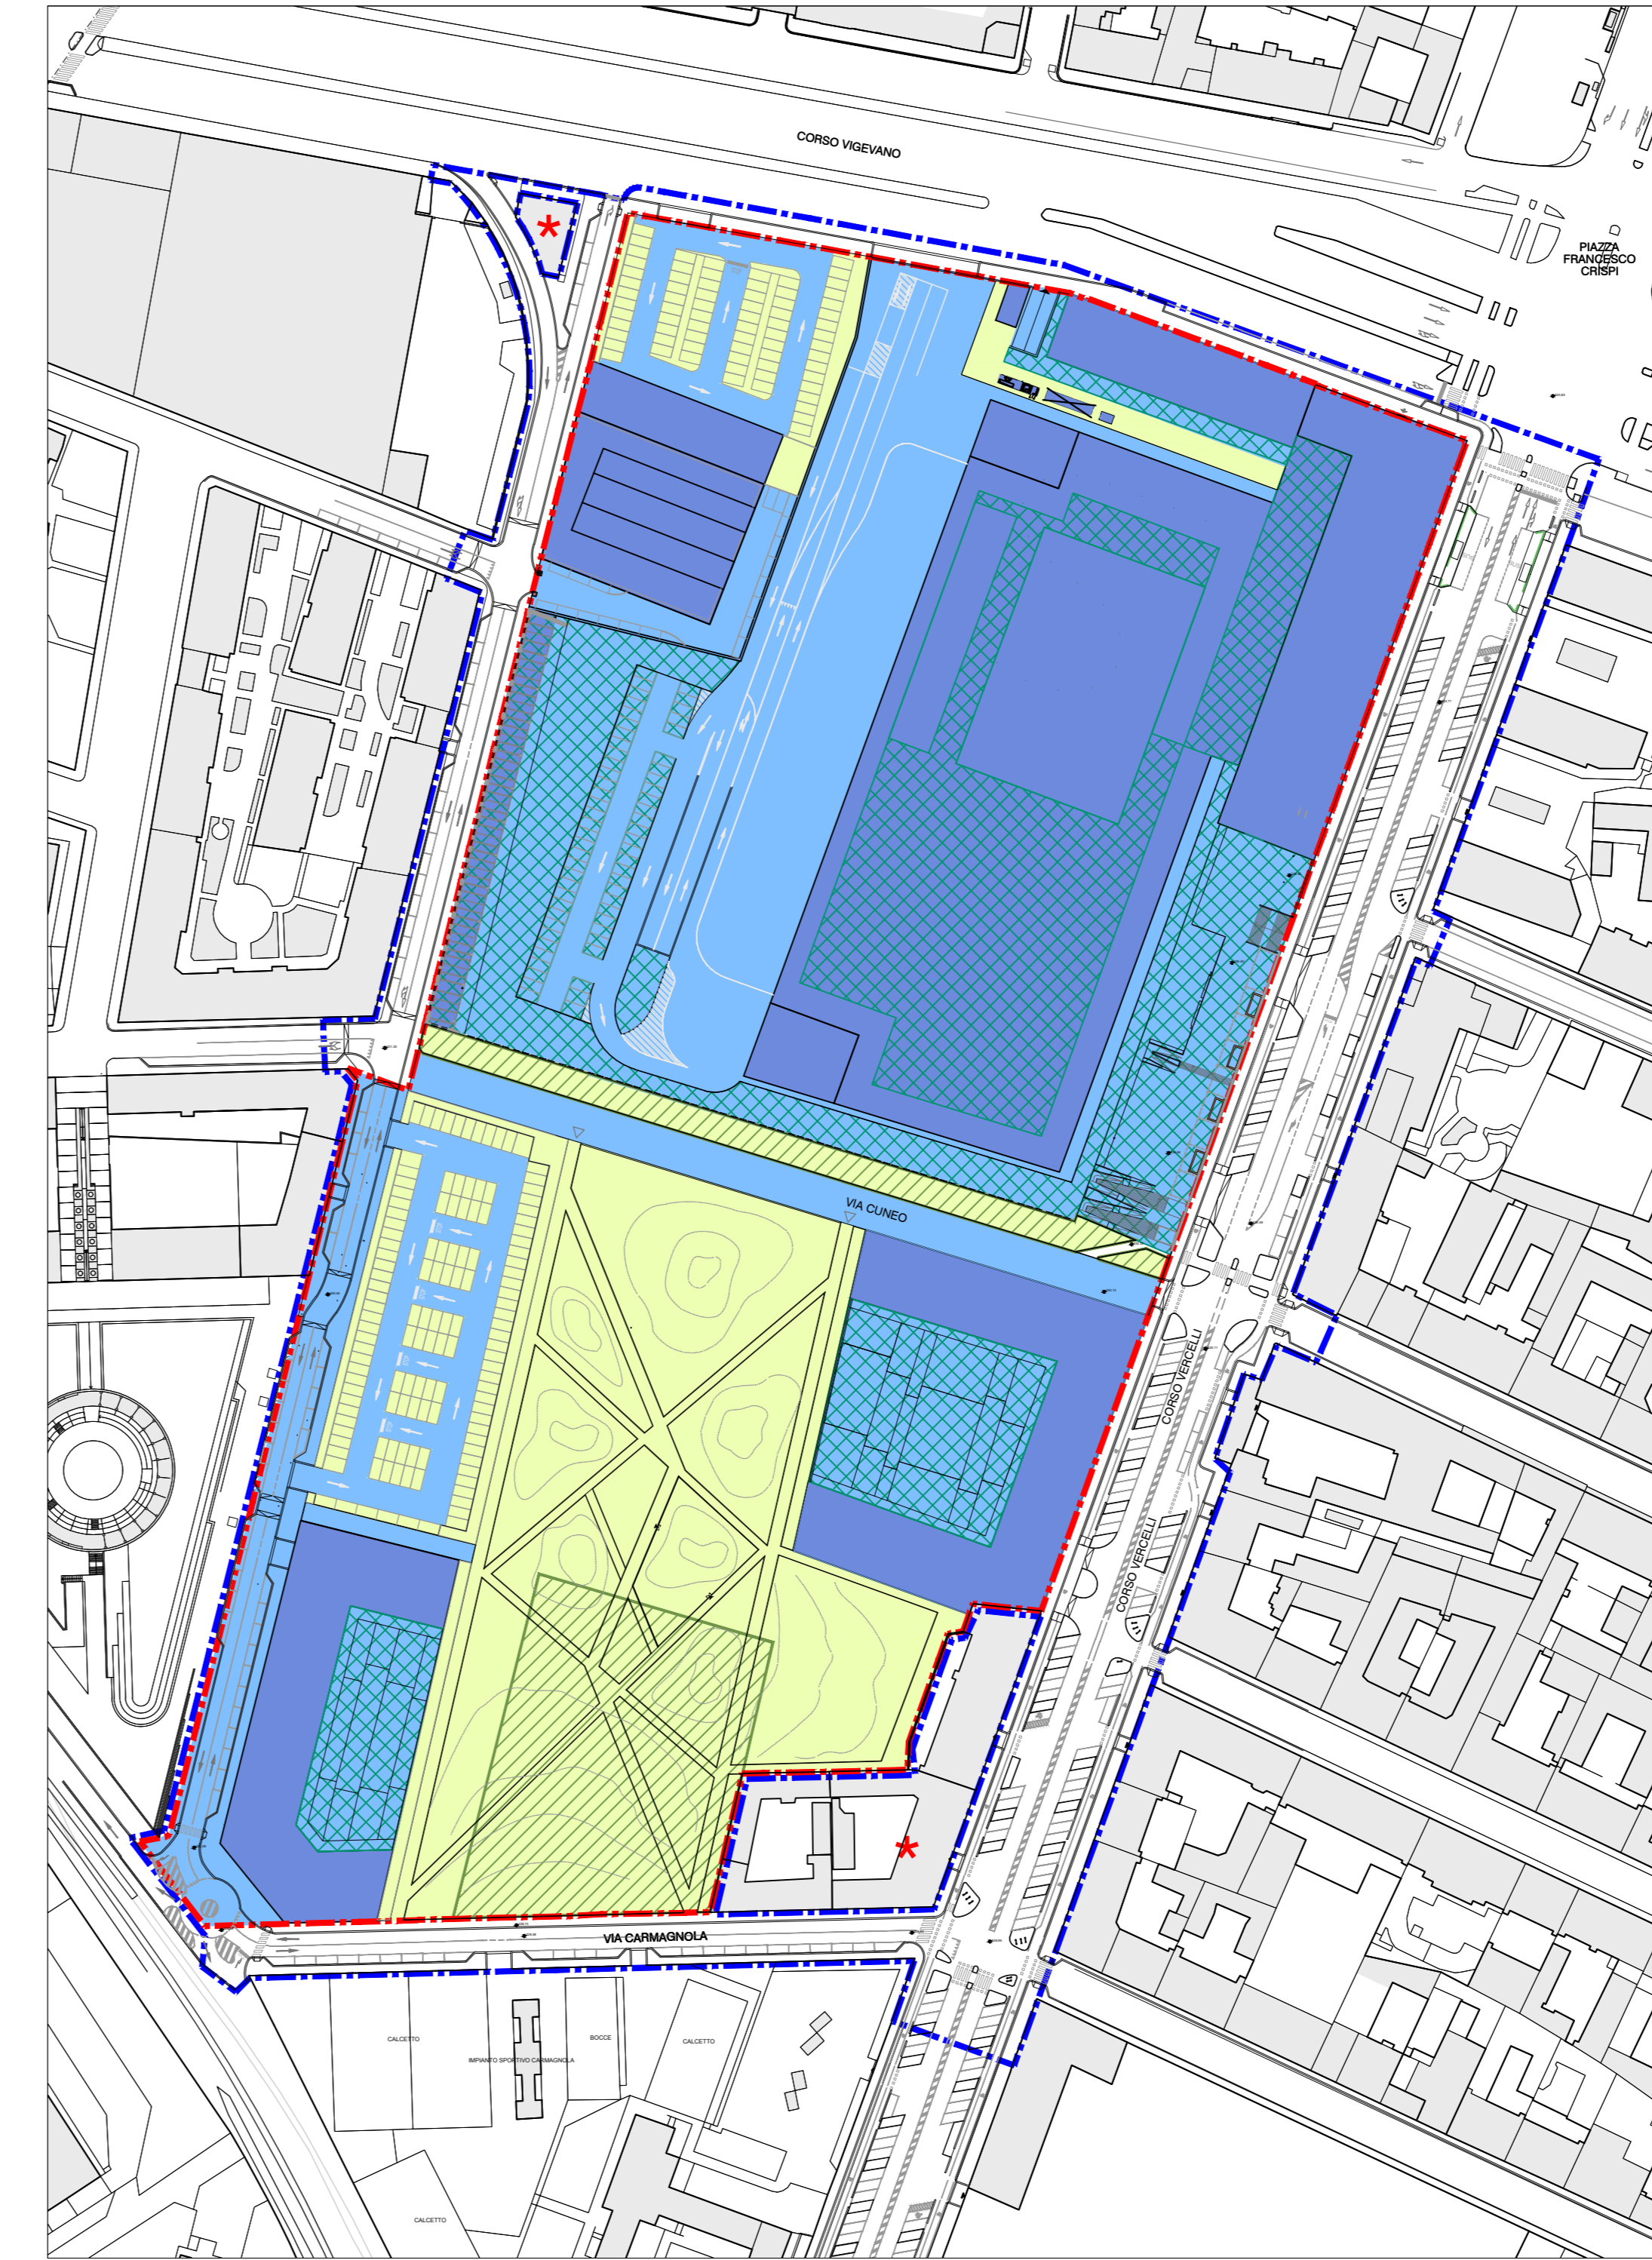 CORSO VIGEVANO
PIAZZA
FRANCESCO
CRISPI
VIA CUNEO
CORSO VERCELLI
CORSO VERCELLI
VIA CARMAGNOLA
CALCETTO
BOCCE
CALCETTO
IMPIANTO SPORTIVO CARMAGNOLA
CALCETTO